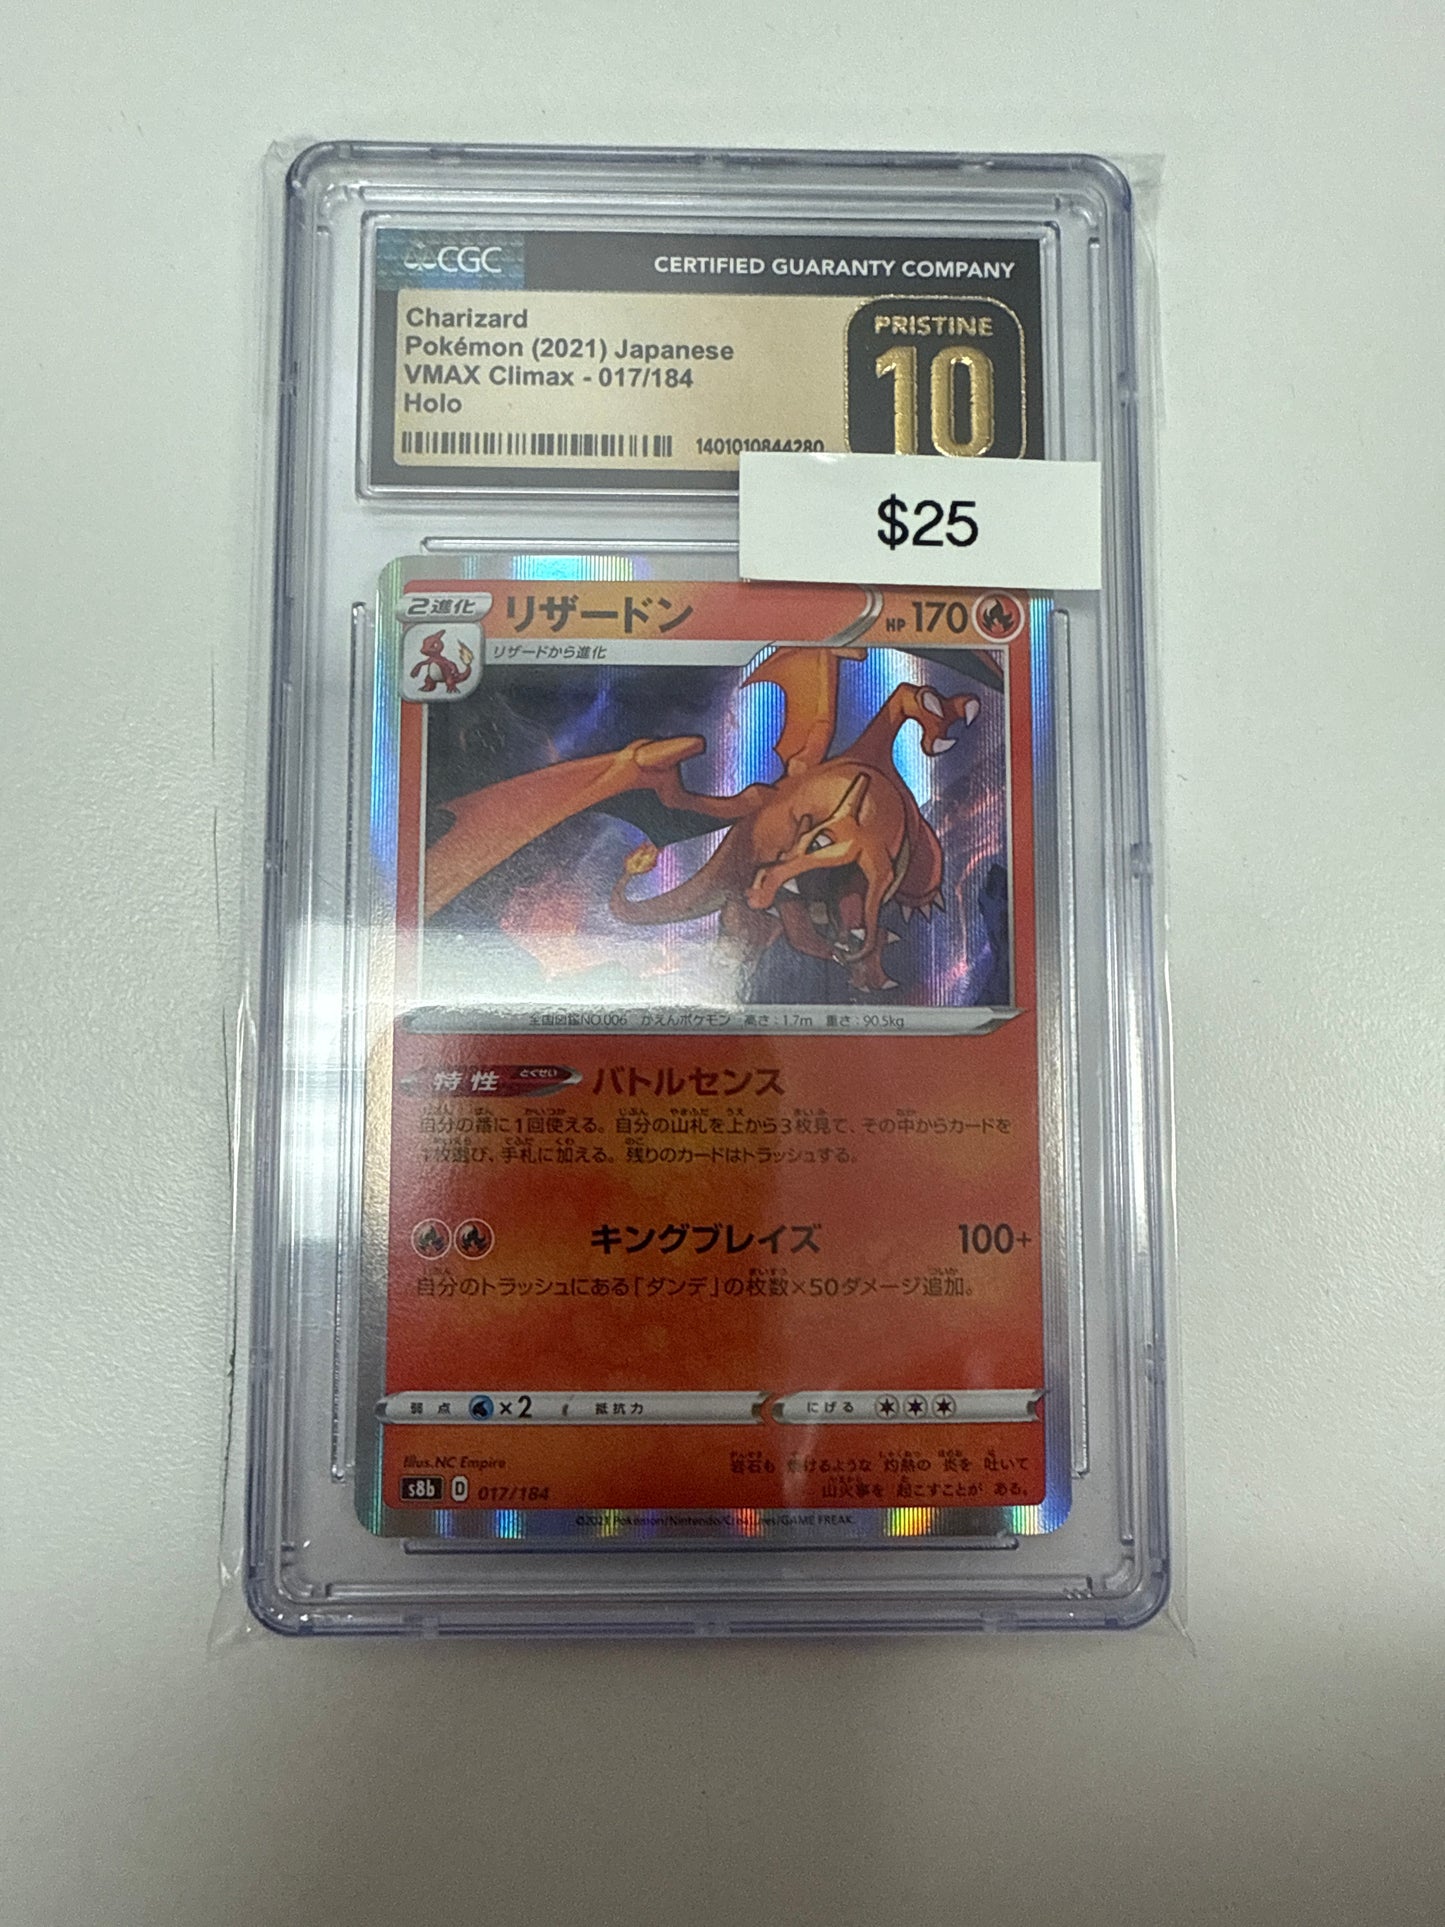 CGC
CERTIFIED GUARANTY COMPANY
Charizard
Pokémon (2021) Japanese
VMAX Climax - 017/184
Holo
1401010844280
PRISTINE
10
$25
2進化
リザードン
HP 170
リザードから進化
全国図鑑NO.006 かえんポケモン 高さ：1.7m 重さ：90.5kg
特性 とくせい バトルセンス
自分の番に1回使える。自分の山札を上から3枚見て、その中からカードを
1枚選び、手札に加える。残りのカードはトラッシュする。
キングブレイズ 100+
自分のトラッシュにある「ダンデ」の枚数×50ダメージ追加。
弱点 ×2 抵抗力 にげる
Illus.NC Empire
s8b D 017/184
岩石も 焼けるような 灼熱の 炎を 吐いて
山火事を 起こすことが ある。
©2021 Pokémon/Nintendo/Creatures/GAME FREAK.